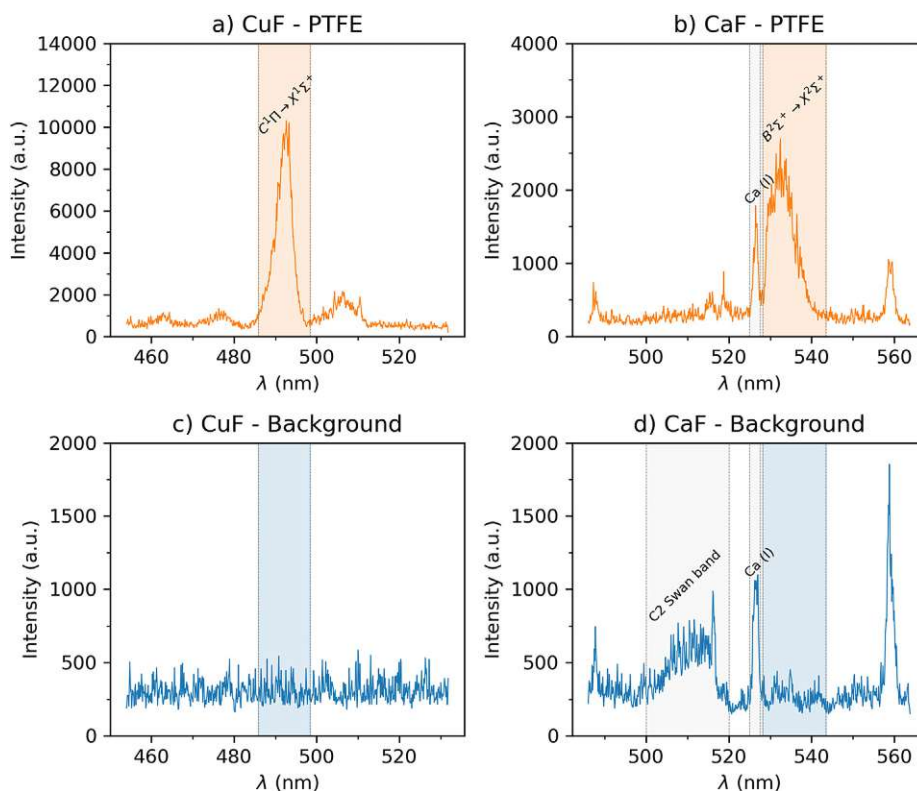 a) CuF - PTFE
Intensity (a.u.)
14000
12000
10000
8000
6000
4000
2000
0
C¹Π→X¹Σ⁺
460
480
500
520
λ (nm)
b) CaF - PTFE
Intensity (a.u.)
4000
3000
2000
1000
0
Ca (I)
B²Σ⁺→X²Σ⁺
500
520
540
560
λ (nm)
c) CuF - Background
Intensity (a.u.)
2000
1500
1000
500
0
460
480
500
520
λ (nm)
d) CaF - Background
Intensity (a.u.)
2000
1500
1000
500
0
C2 Swan band
Ca (I)
500
520
540
560
λ (nm)